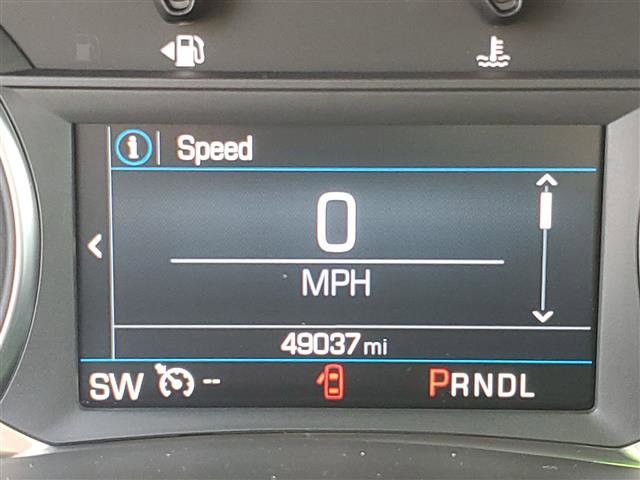 Speed
0
MPH
49037 mi
SW -- PRNDL